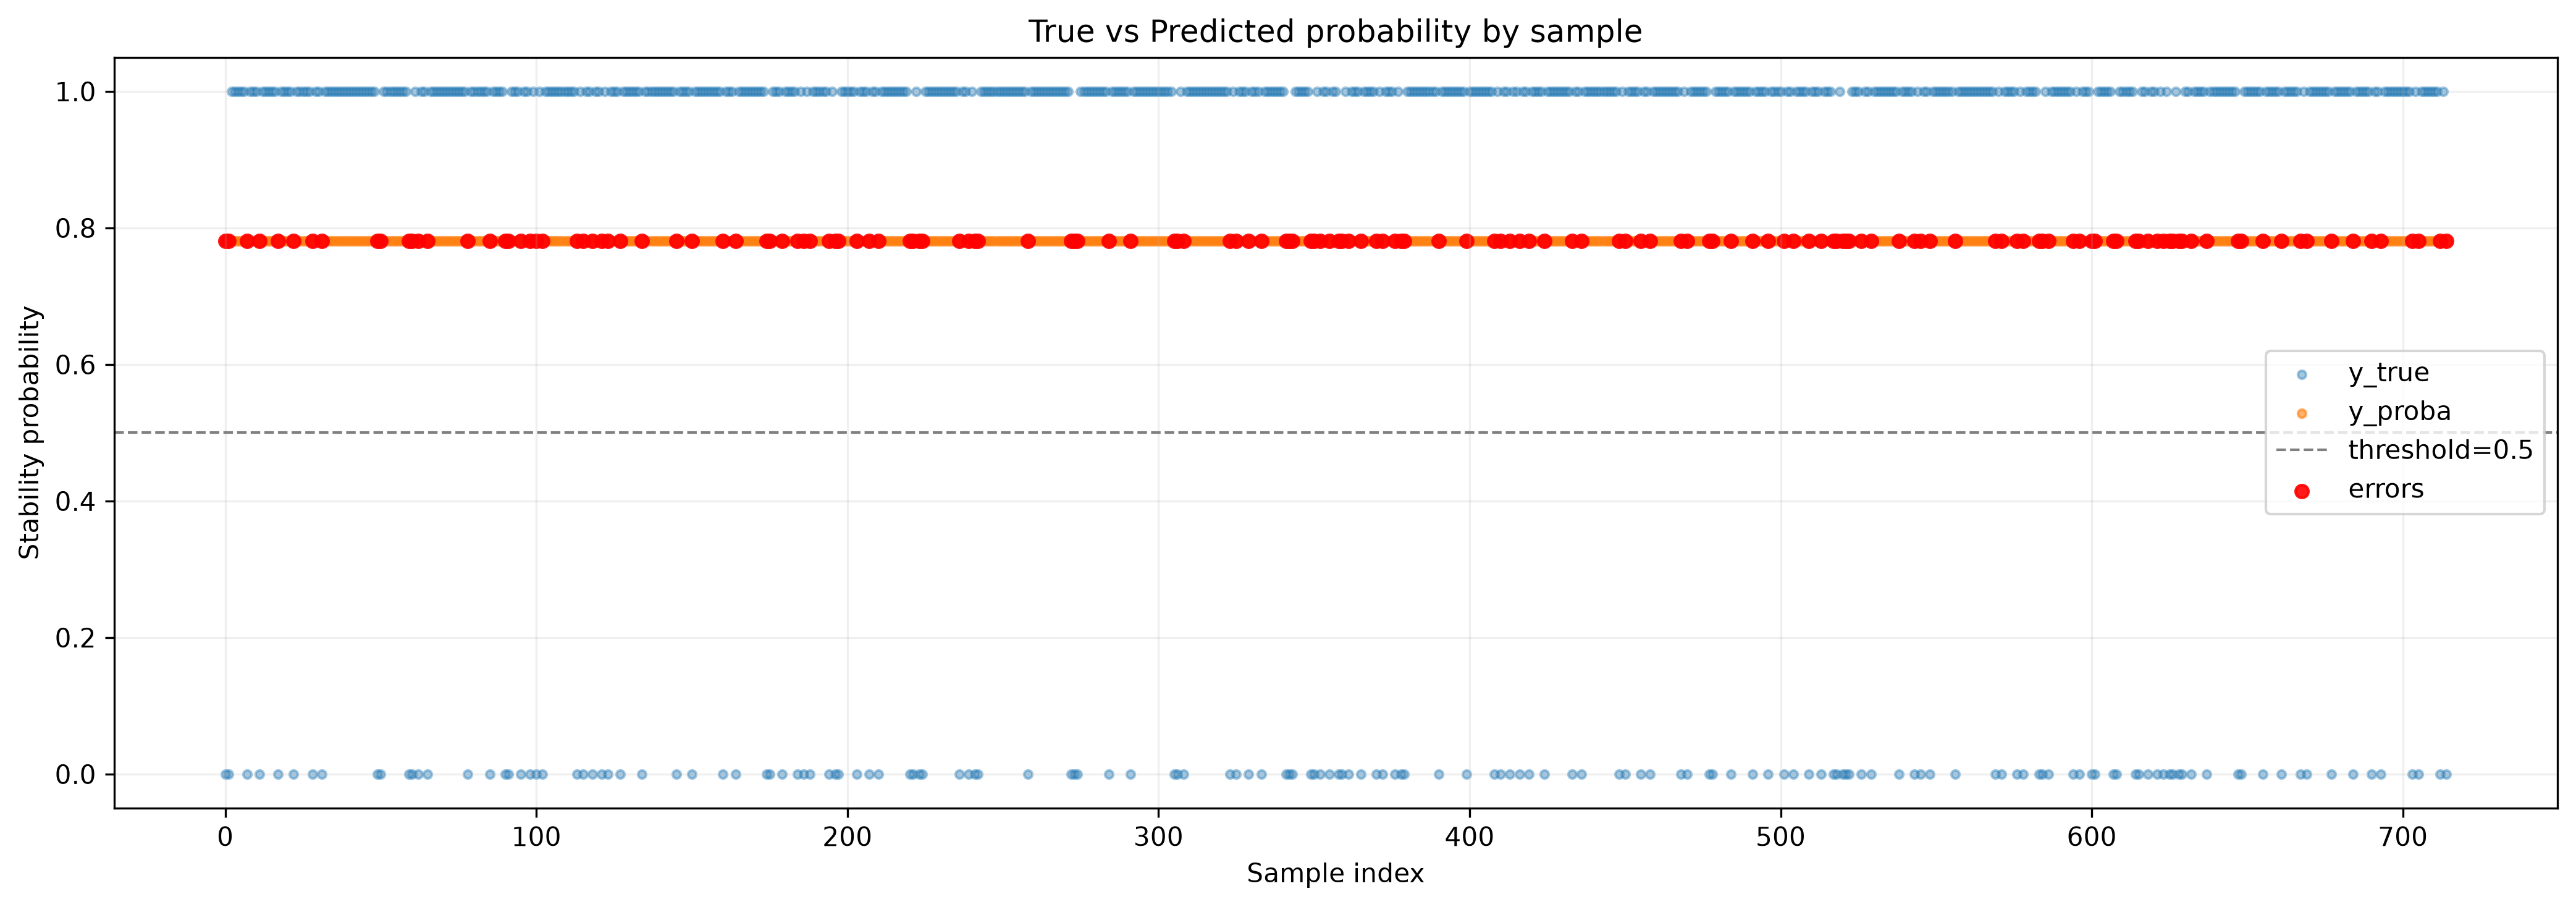 True vs Predicted probability by sample
Stability probability
1.0
0.8
0.6
0.4
0.2
0.0
y_true
y_proba
threshold=0.5
errors
0 100 200 300 400 500 600 700
Sample index